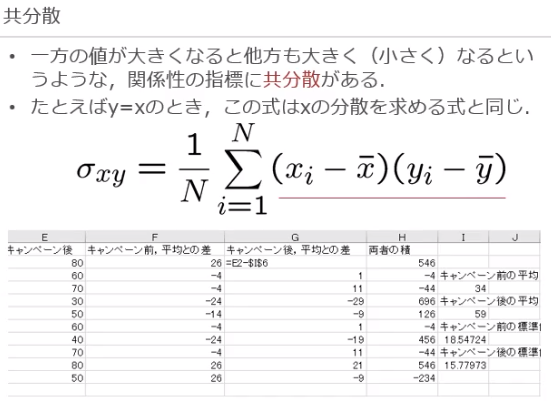 共分散
• 一方の値が大きくなると他方も大きく（小さく）なるとい
うような，関係性の指標に共分散がある．
• たとえばy=xのとき，この式はxの分散を求める式と同じ．
σxy = 1/N ∑_{i=1}^{N} (xi − x̄)(yi − ȳ)
E F G H I J
キャンペーン後 キャンペーン前，平均との差 キャンペーン後，平均との差 両者の積
80 26 =E2-$I$6 546
60 -4 1 -4 キャンペーン前の平均
70 -4 11 -44 34
30 -24 -29 696 キャンペーン後の平均
50 -14 -9 126 59
60 -4 1 -4 キャンペーン前の標準
40 -24 -19 456 18.54724
70 -4 11 -44 キャンペーン後の標準
80 26 21 546 15.77973
50 26 -9 -234